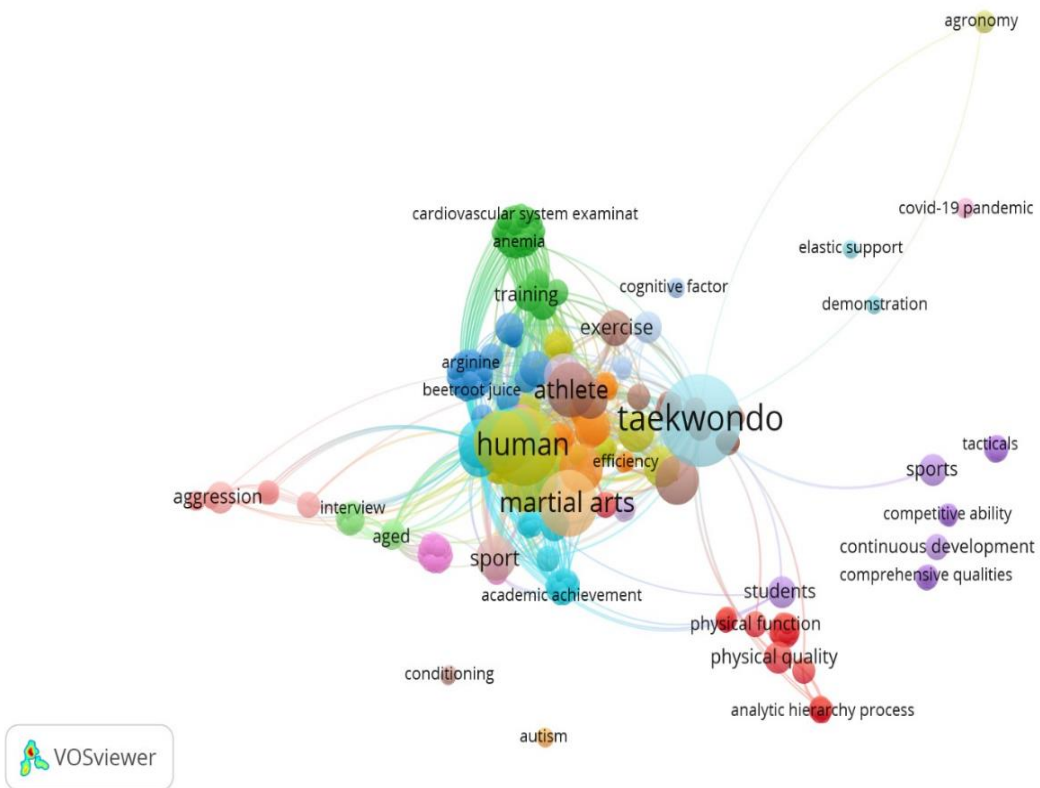 agronomy
covid-19 pandemic
cardiovascular system examinat
anemia
elastic support
cognitive factor
training
demonstration
exercise
arginine
beetroot juice
athlete
taekwondo
human
tacticals
efficiency
sports
aggression
interview
martial arts
competitive ability
aged
continuous development
sport
comprehensive qualities
academic achievement
students
physical function
physical quality
conditioning
analytic hierarchy process
autism
VOSviewer